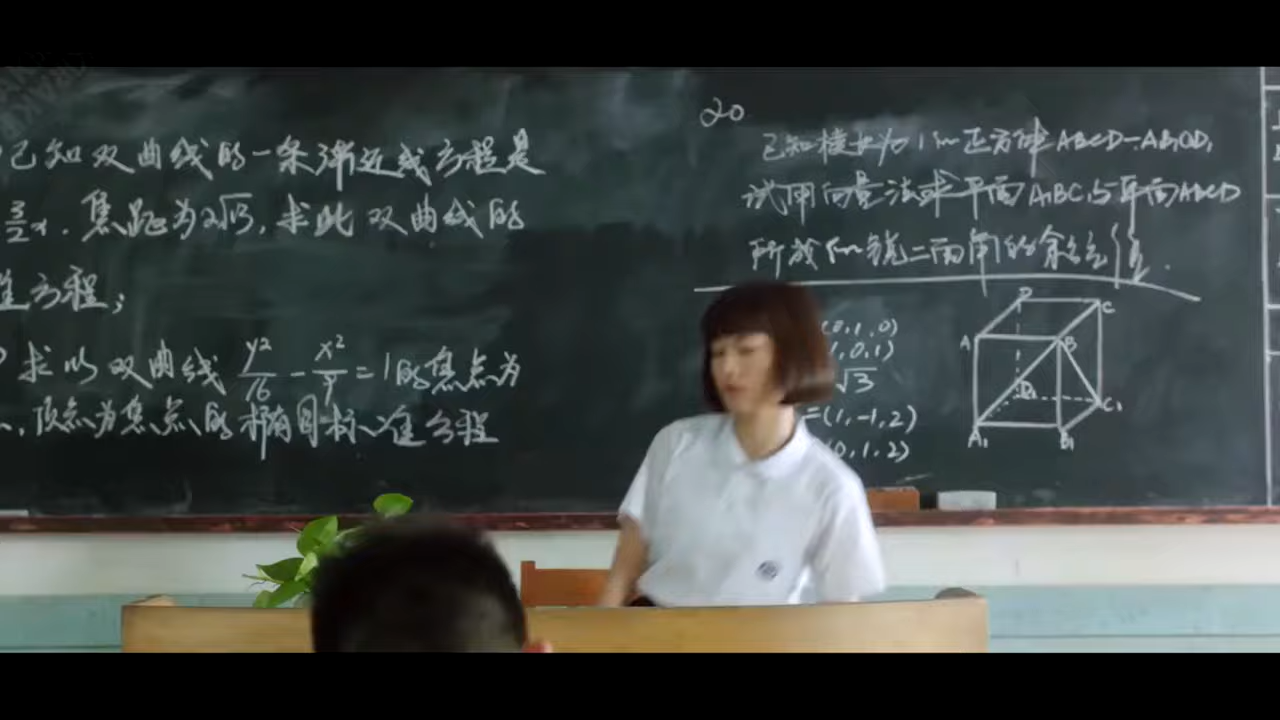 已知双曲线的一条渐近线方程是
3/2 x. 焦距为2√13, 求此双曲线的
准方程;
求以双曲线 y²/16 - x²/9 = 1的焦点为
顶点为焦点的椭圆标准方程
20
已知棱长为1的正方体ABCD-A₁B₁C₁D₁
试用向量法求平面A₁BC₁与平面ABCD
所成的锐二面角的余弦值.
(0,1,0)
,0,1)
√3
=(1,-1,2)
(0,1,2)
D C
A B
D₁ C₁
A₁ B₁